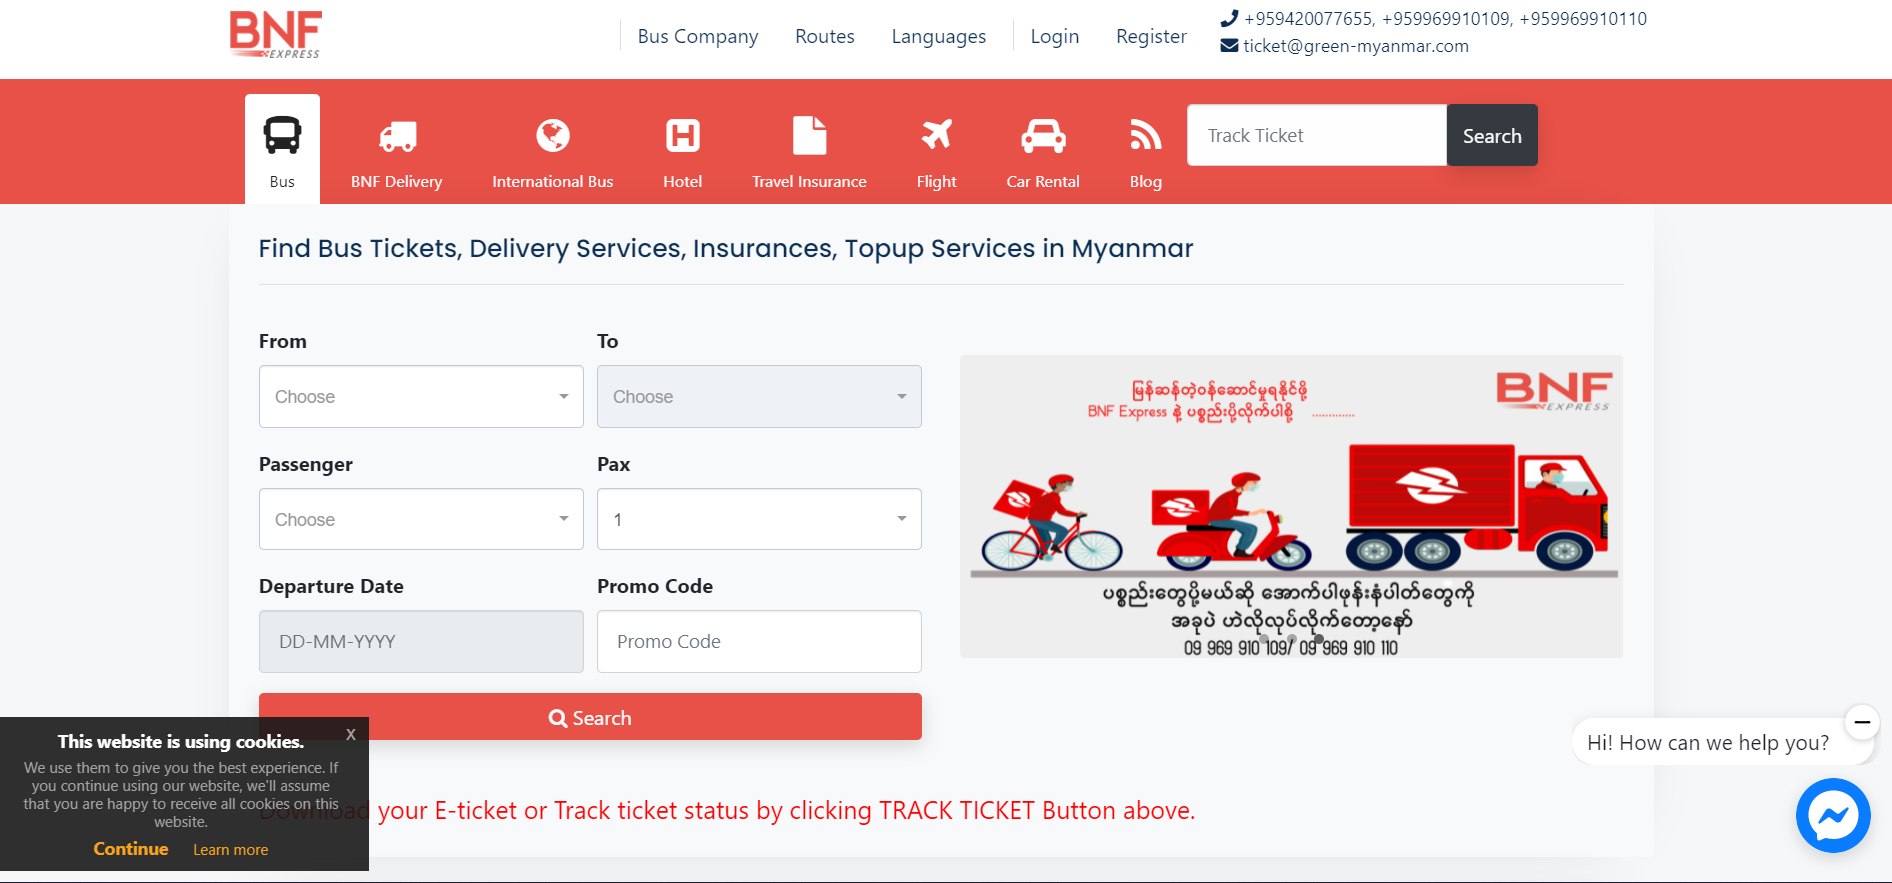 BNF
EXPRESS
Bus Company
Routes
Languages
Login
Register
+959420077655, +959969910109, +959969910110
ticket@green-myanmar.com
Bus
BNF Delivery
International Bus
H
Hotel
Travel Insurance
Flight
Car Rental
Blog
Track Ticket
Search
Find Bus Tickets, Delivery Services, Insurances, Topup Services in Myanmar
From
To
Choose
Choose
Passenger
Pax
Choose
1
Departure Date
Promo Code
DD-MM-YYYY
Promo Code
Search
မြန်ဆန်တဲ့ဝန်ဆောင်မှုရနိုင်ဖို့
BNF Express နဲ့ ပစ္စည်းပို့လိုက်ပါစို့ .............
BNF
EXPRESS
ပစ္စည်းတွေပို့မယ်ဆို အောက်ပါဖုန်းနံပါတ်တွေကို
အခုပဲ ဟဲလိုလုပ်လိုက်တော့နော်
09 969 910 109/ 09 969 910 110
This website is using cookies.
X
We use them to give you the best experience. If
you continue using our website, we'll assume
that you are happy to receive all cookies on this
website.
Continue
Learn more
Download your E-ticket or Track ticket status by clicking TRACK TICKET Button above.
Hi! How can we help you?